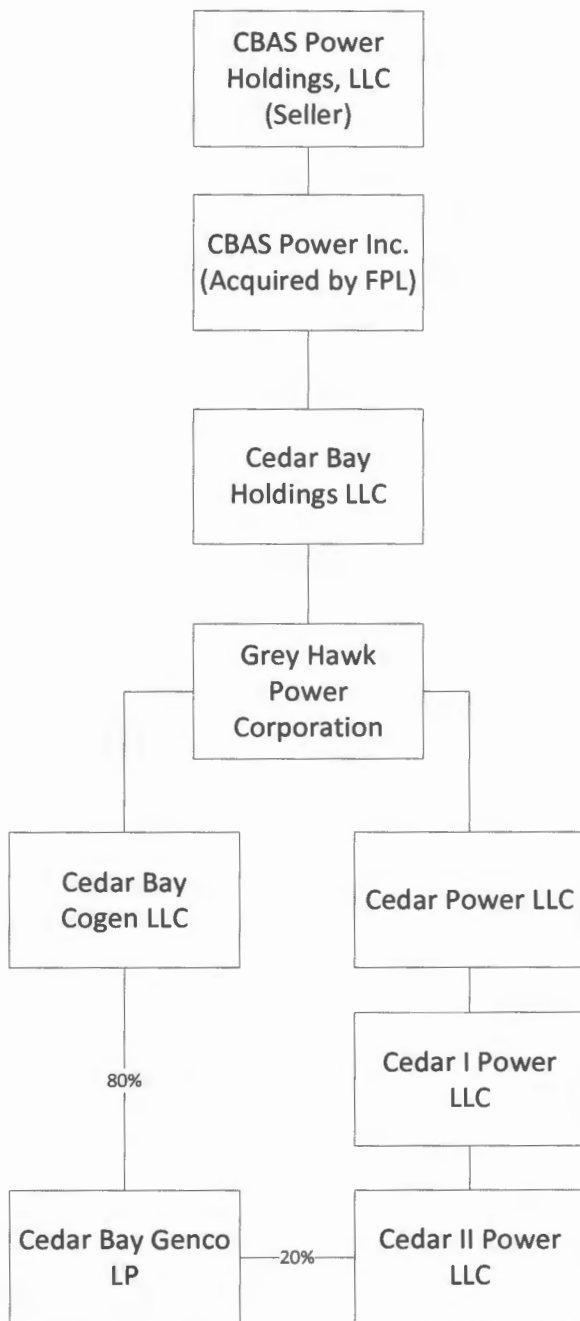 CBAS Power
Holdings, LLC
(Seller)
CBAS Power Inc.
(Acquired by FPL)
Cedar Bay
Holdings LLC
Grey Hawk
Power
Corporation
Cedar Bay
Cogen LLC
Cedar Power LLC
Cedar I Power
LLC
80%
Cedar Bay Genco
LP
20%
Cedar II Power
LLC